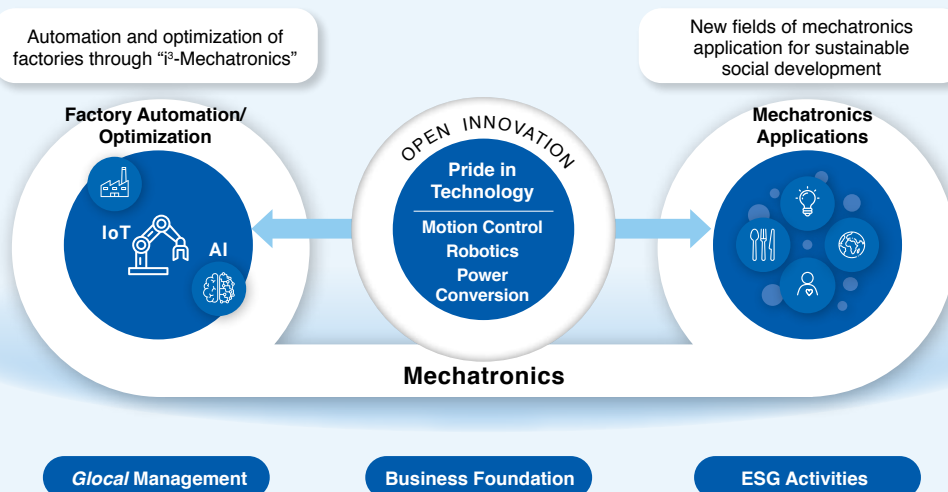 Automation and optimization of
factories through “i³-Mechatronics”
New fields of mechatronics
application for sustainable
social development
Factory Automation/
Optimization
IoT
AI
OPEN INNOVATION
Pride in
Technology
Motion Control
Robotics
Power
Conversion
Mechatronics
Applications
Mechatronics
Glocal Management
Business Foundation
ESG Activities